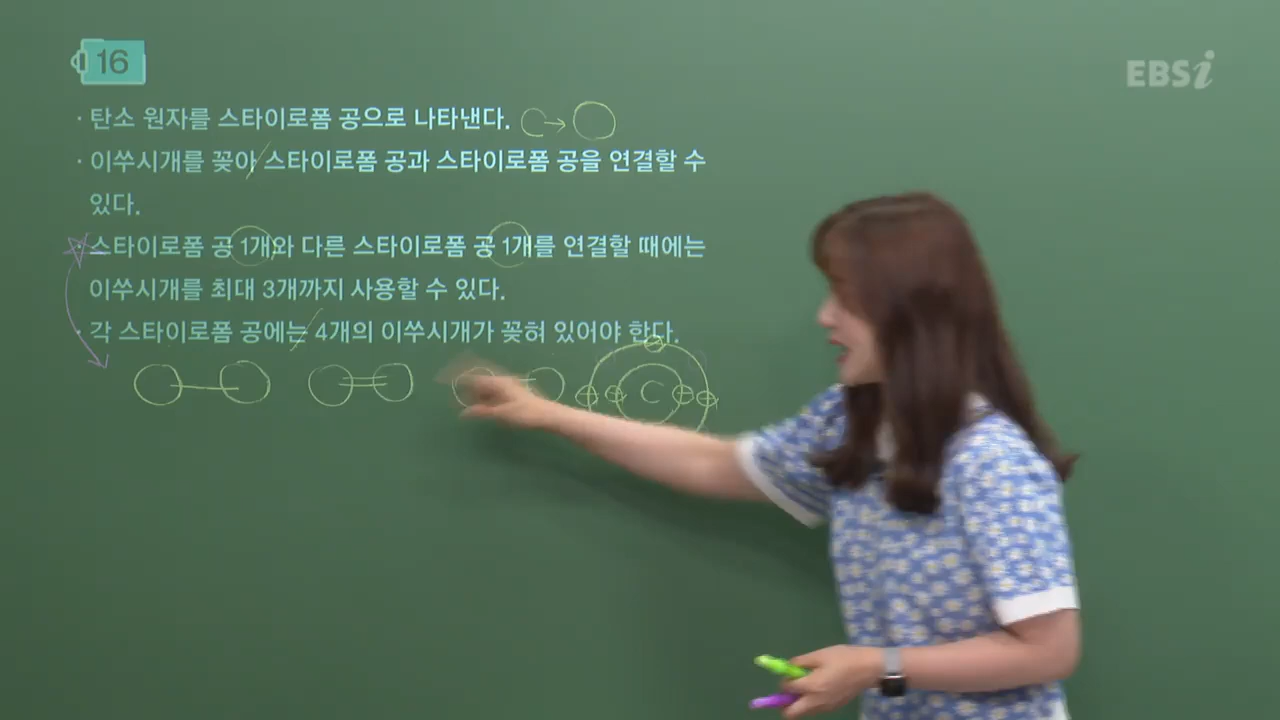 16
EBSi
· 탄소 원자를 스타이로폼 공으로 나타낸다.
· 이쑤시개를 꽂아 스타이로폼 공과 스타이로폼 공을 연결할 수
있다.
· 스타이로폼 공 1개와 다른 스타이로폼 공 1개를 연결할 때에는
이쑤시개를 최대 3개까지 사용할 수 있다.
· 각 스타이로폼 공에는 4개의 이쑤시개가 꽂혀 있어야 한다.
C